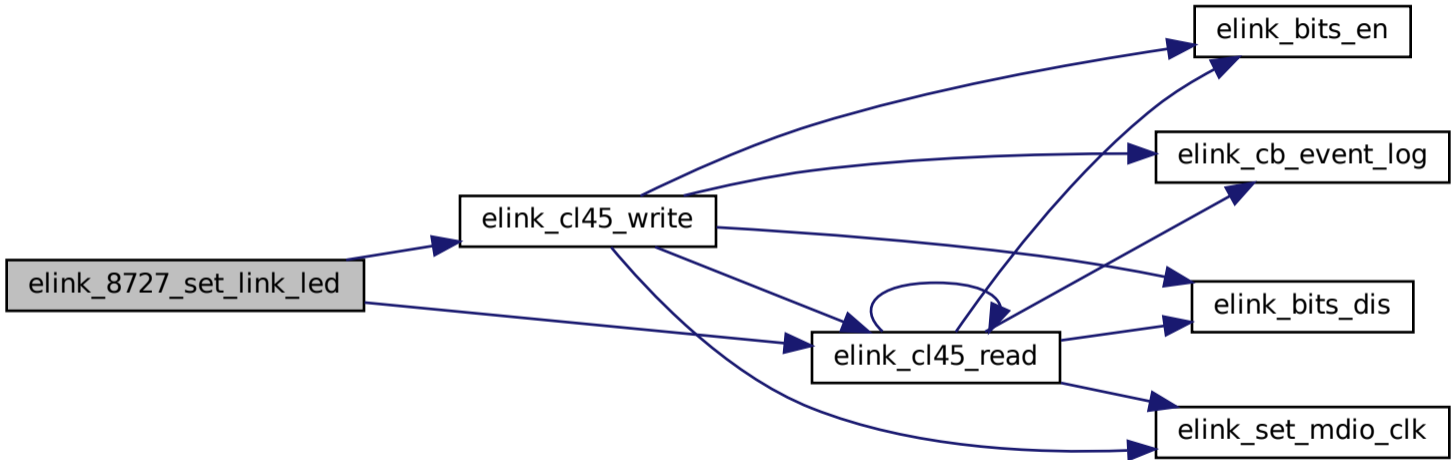 elink_bits_en
elink_cb_event_log
elink_cl45_write
elink_8727_set_link_led
elink_bits_dis
elink_cl45_read
elink_set_mdio_clk